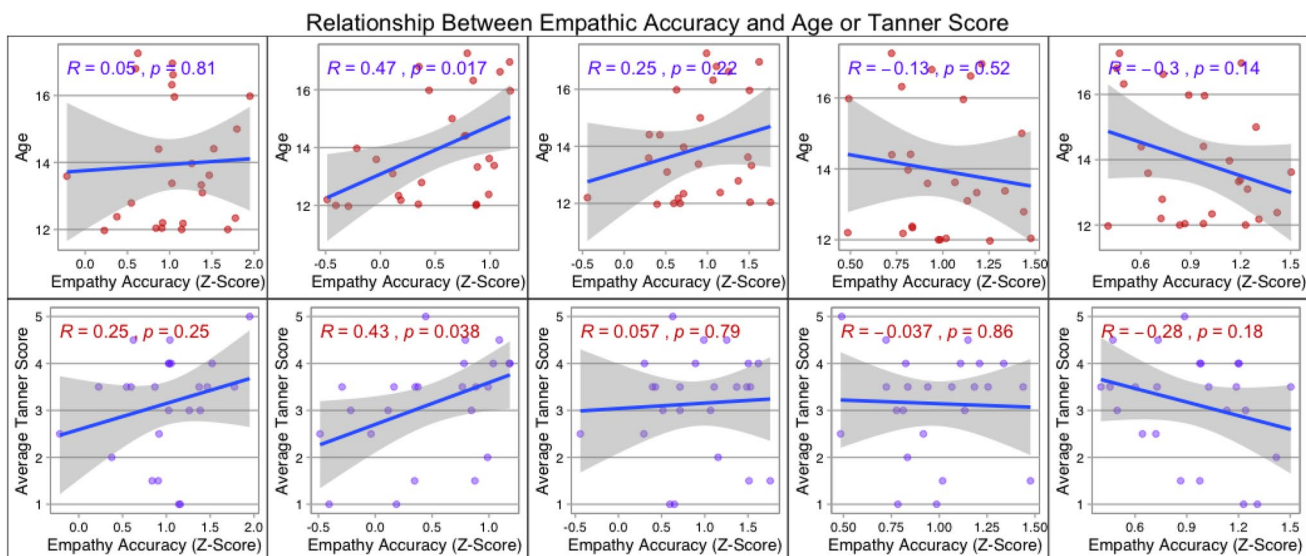 Relationship Between Empathic Accuracy and Age or Tanner Score
R = 0.05 , p = 0.81
16
14
12
Age
0.0 0.5 1.0 1.5 2.0
Empathy Accuracy (Z-Score)
R = 0.47 , p = 0.017
16
14
12
Age
-0.5 0.0 0.5 1.0
Empathy Accuracy (Z-Score)
R = 0.25 , p = 0.22
16
14
12
Age
-0.5 0.0 0.5 1.0 1.5
Empathy Accuracy (Z-Score)
R = −0.13 , p = 0.52
16
14
12
Age
0.50 0.75 1.00 1.25 1.50
Empathy Accuracy (Z-Score)
R = −0.3 , p = 0.14
16
14
12
Age
0.6 0.9 1.2 1.5
Empathy Accuracy (Z-Score)
R = 0.25 , p = 0.25
5
4
3
2
1
Average Tanner Score
0.0 0.5 1.0 1.5 2.0
Empathy Accuracy (Z-Score)
R = 0.43 , p = 0.038
5
4
3
2
1
Average Tanner Score
-0.5 0.0 0.5 1.0
Empathy Accuracy (Z-Score)
R = 0.057 , p = 0.79
5
4
3
2
1
Average Tanner Score
-0.5 0.0 0.5 1.0 1.5
Empathy Accuracy (Z-Score)
R = −0.037 , p = 0.86
5
4
3
2
1
Average Tanner Score
0.50 0.75 1.00 1.25 1.50
Empathy Accuracy (Z-Score)
R = −0.28 , p = 0.18
5
4
3
2
1
Average Tanner Score
0.6 0.9 1.2 1.5
Empathy Accuracy (Z-Score)